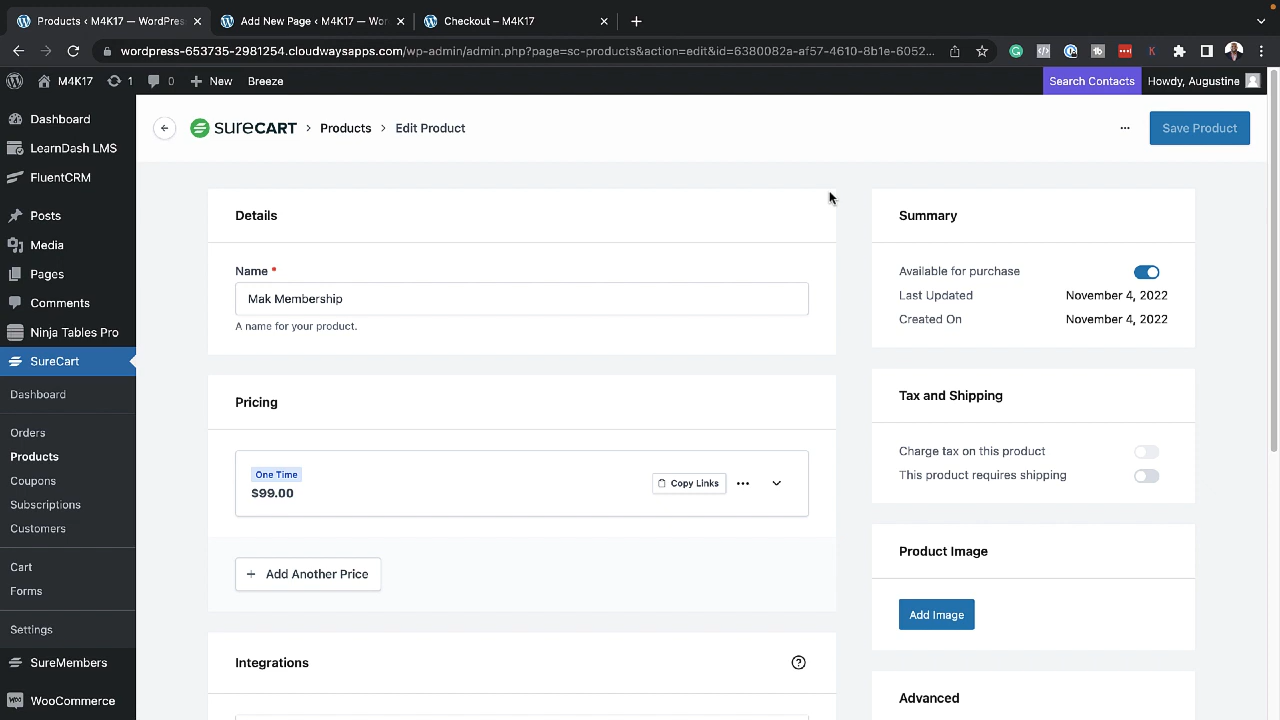 Products ‹ M4K17 — WordPres
Add New Page ‹ M4K17 — Wor
Checkout – M4K17
wordpress-653735-2981254.cloudwaysapps.com/wp-admin/admin.php?page=sc-products&action=edit&id=6380082a-af57-4610-8b1e-6052...
M4K17
1
0
New
Breeze
Search Contacts
Howdy, Augustine
Dashboard
LearnDash LMS
FluentCRM
Posts
Media
Pages
Comments
Ninja Tables Pro
SureCart
Dashboard
Orders
Products
Coupons
Subscriptions
Customers
Cart
Forms
Settings
SureMembers
WooCommerce
SURECART
Products
Edit Product
Save Product
Details
Name *
Mak Membership
A name for your product.
Pricing
One Time
$99.00
Copy Links
+ Add Another Price
Integrations
Summary
Available for purchase
Last Updated November 4, 2022
Created On November 4, 2022
Tax and Shipping
Charge tax on this product
This product requires shipping
Product Image
Add Image
Advanced